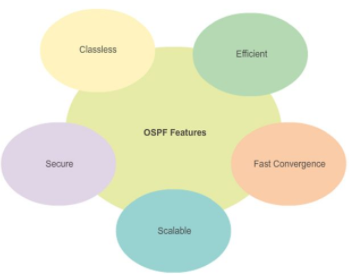 Classless
Efficient
OSPF Features
Secure
Fast Convergence
Scalable